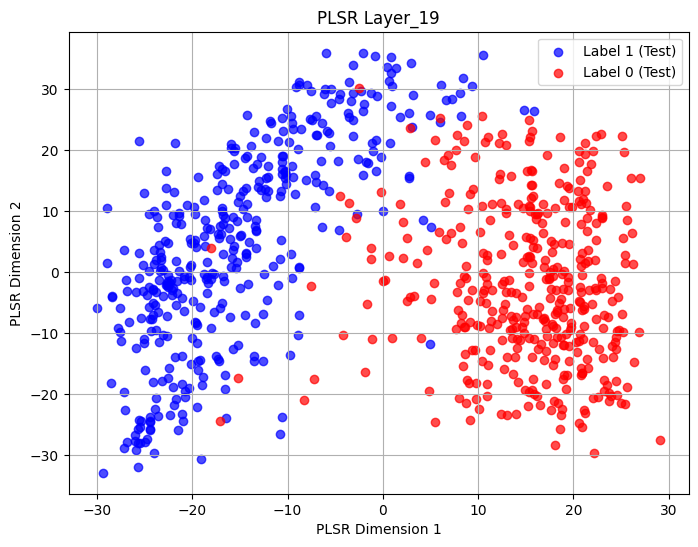 PLSR Layer_19
Label 1 (Test)
Label 0 (Test)
PLSR Dimension 2
30
20
10
0
−10
−20
−30
−30
−20
−10
0
10
20
30
PLSR Dimension 1